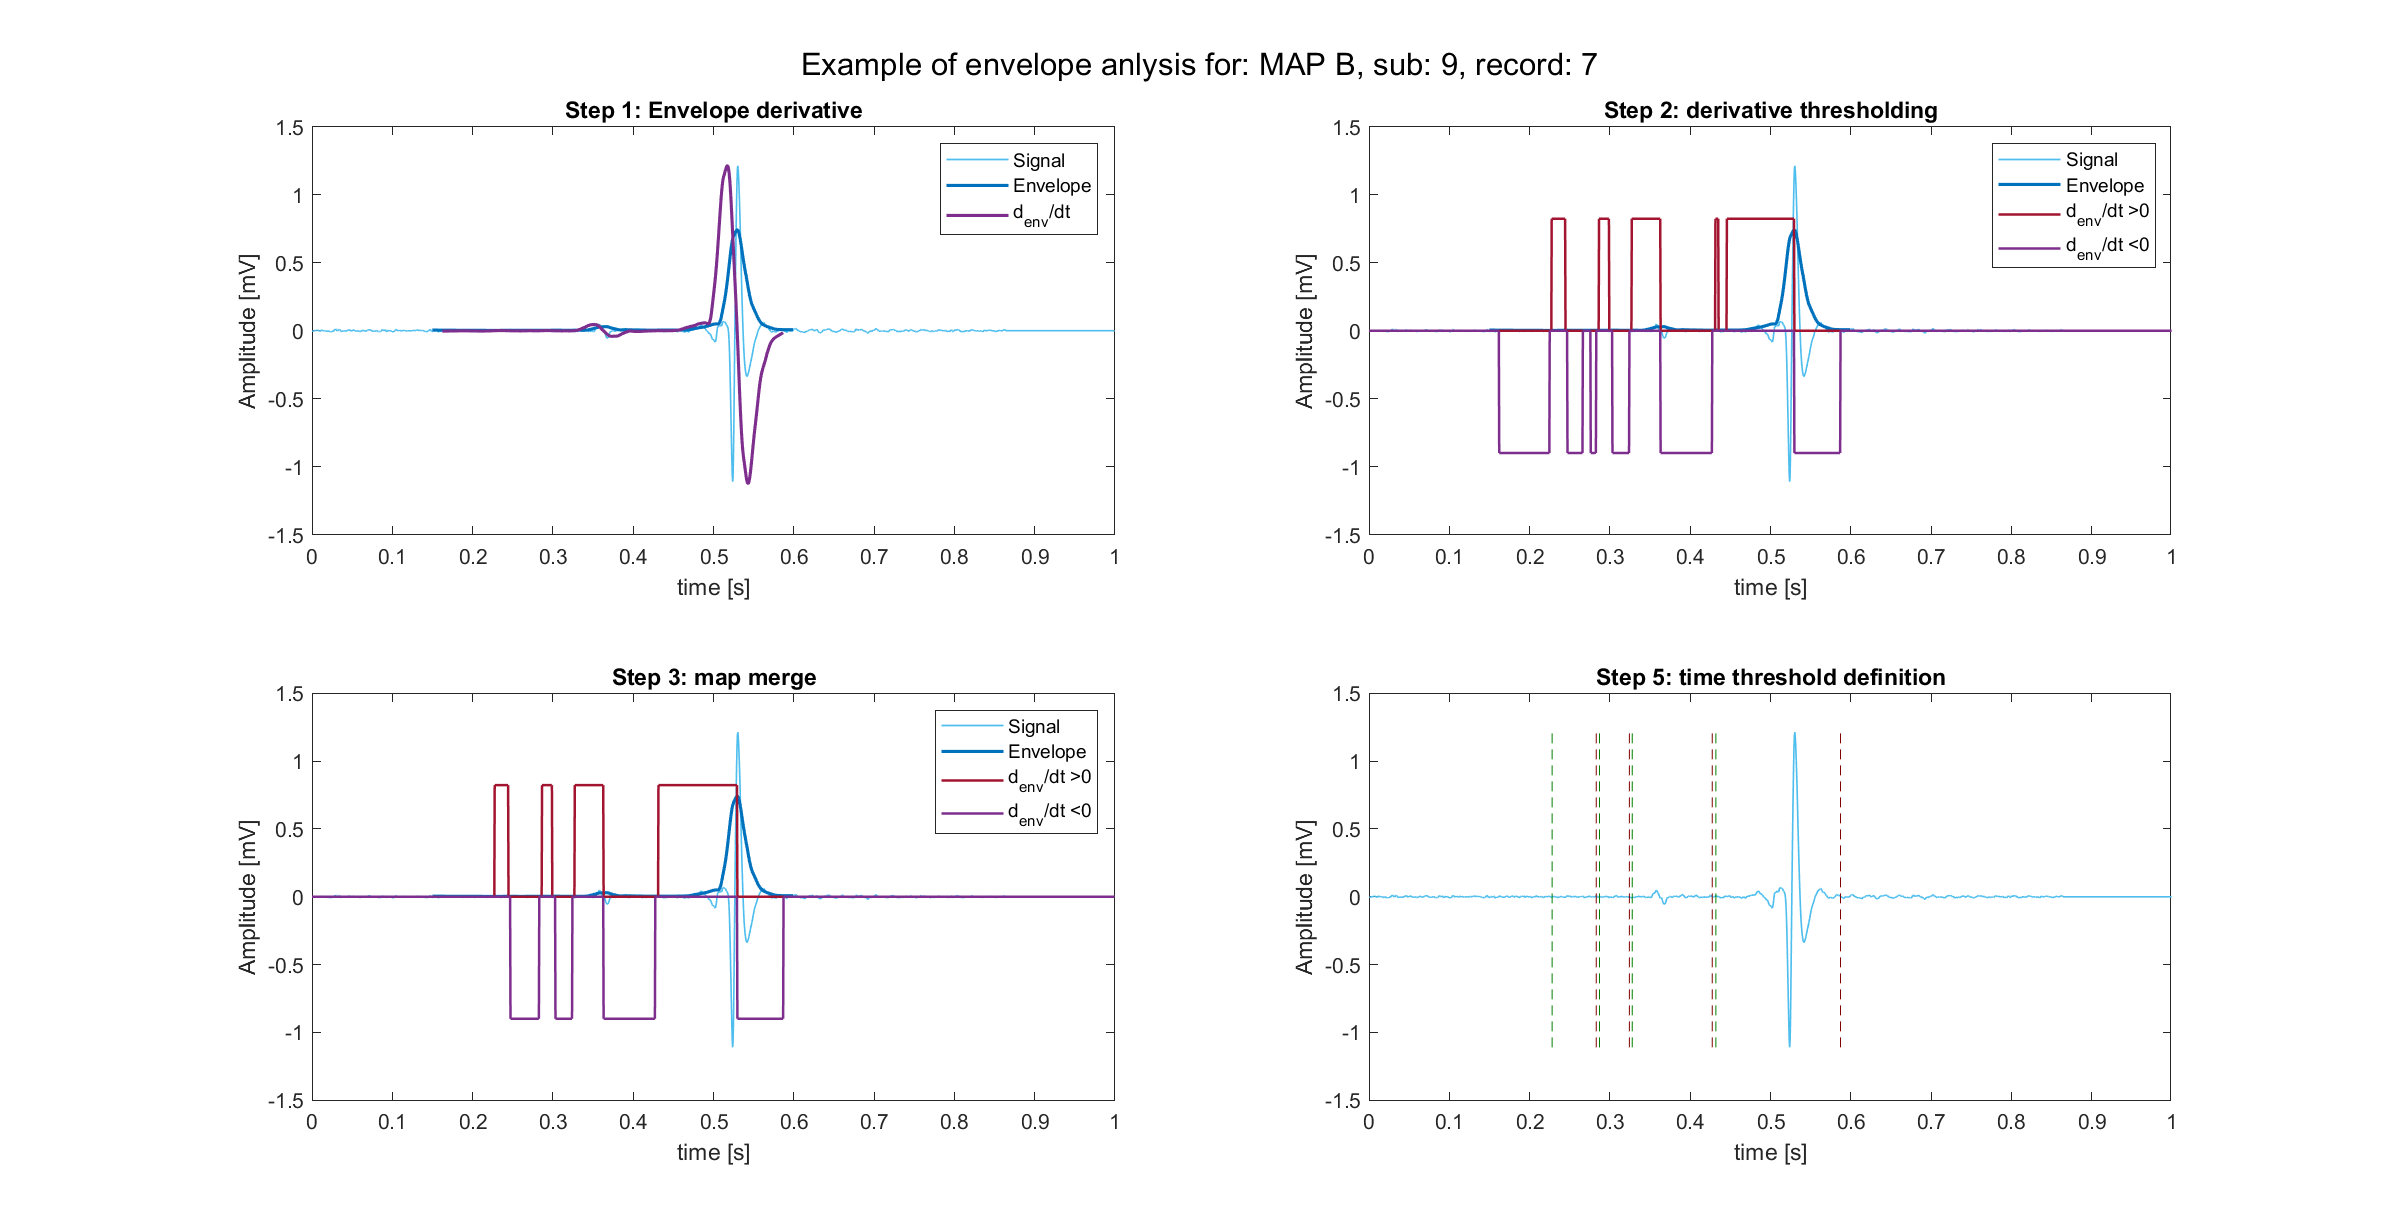 Example of envelope anlysis for: MAP B, sub: 9, record: 7
Step 1: Envelope derivative
1.5
1
0.5
0
-0.5
-1
-1.5
Amplitude [mV]
0 0.1 0.2 0.3 0.4 0.5 0.6 0.7 0.8 0.9 1
time [s]
Signal
Envelope
d_env/dt
Step 2: derivative thresholding
1.5
1
0.5
0
-0.5
-1
-1.5
Amplitude [mV]
0 0.1 0.2 0.3 0.4 0.5 0.6 0.7 0.8 0.9 1
time [s]
Signal
Envelope
d_env/dt >0
d_env/dt <0
Step 3: map merge
1.5
1
0.5
0
-0.5
-1
-1.5
Amplitude [mV]
0 0.1 0.2 0.3 0.4 0.5 0.6 0.7 0.8 0.9 1
time [s]
Signal
Envelope
d_env/dt >0
d_env/dt <0
Step 5: time threshold definition
1.5
1
0.5
0
-0.5
-1
-1.5
Amplitude [mV]
0 0.1 0.2 0.3 0.4 0.5 0.6 0.7 0.8 0.9 1
time [s]